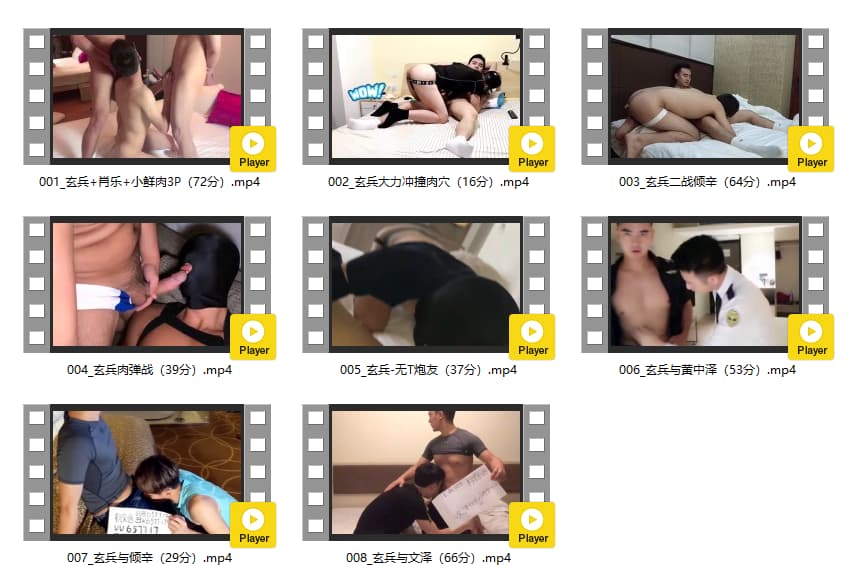 WOW!
Player
Player
Player
001_玄兵+肖乐+小鲜肉3P（72分）.mp4
002_玄兵大力冲撞肉穴（16分）.mp4
003_玄兵二战倾辛（64分）.mp4
Player
Player
Player
004_玄兵肉弹战（39分）.mp4
005_玄兵-无T炮友（37分）.mp4
006_玄兵与黄中泽（53分）.mp4
Player
Player
007_玄兵与倾辛（29分）.mp4
008_玄兵与文泽（66分）.mp4